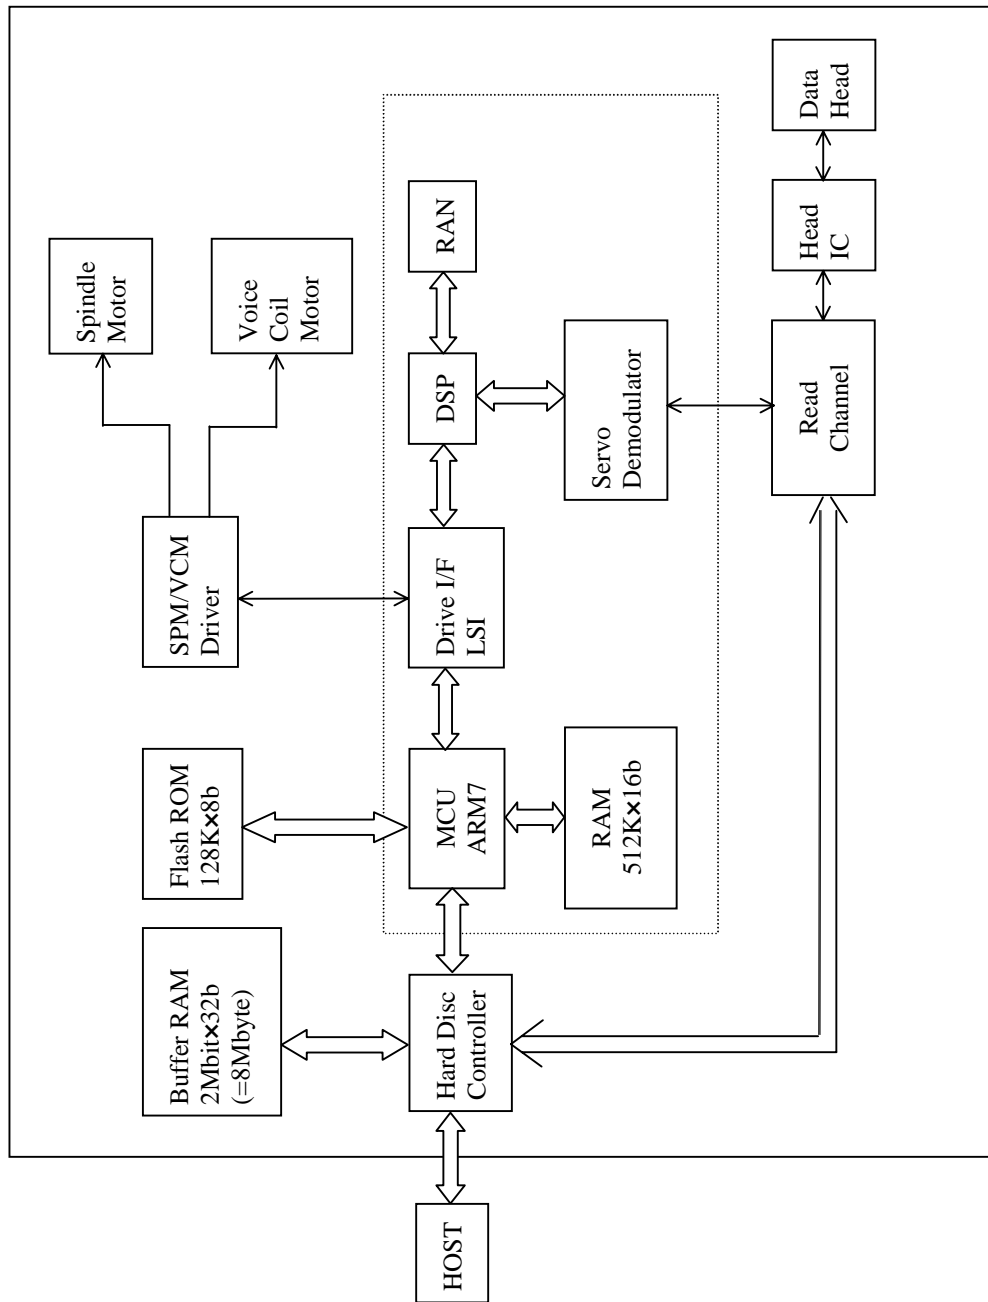 Spindle
Motor
Voice
Coil
Motor
SPM/VCM
Driver
Flash ROM
128K×8b
Buffer RAM
2Mbit×32b
(=8Mbyte)
HOST
Hard Disc
Controller
MCU
ARM7
Drive I/F
LSI
DSP
RAN
RAM
512K×16b
Servo
Demodulator
Read
Channel
Head
IC
Data
Head